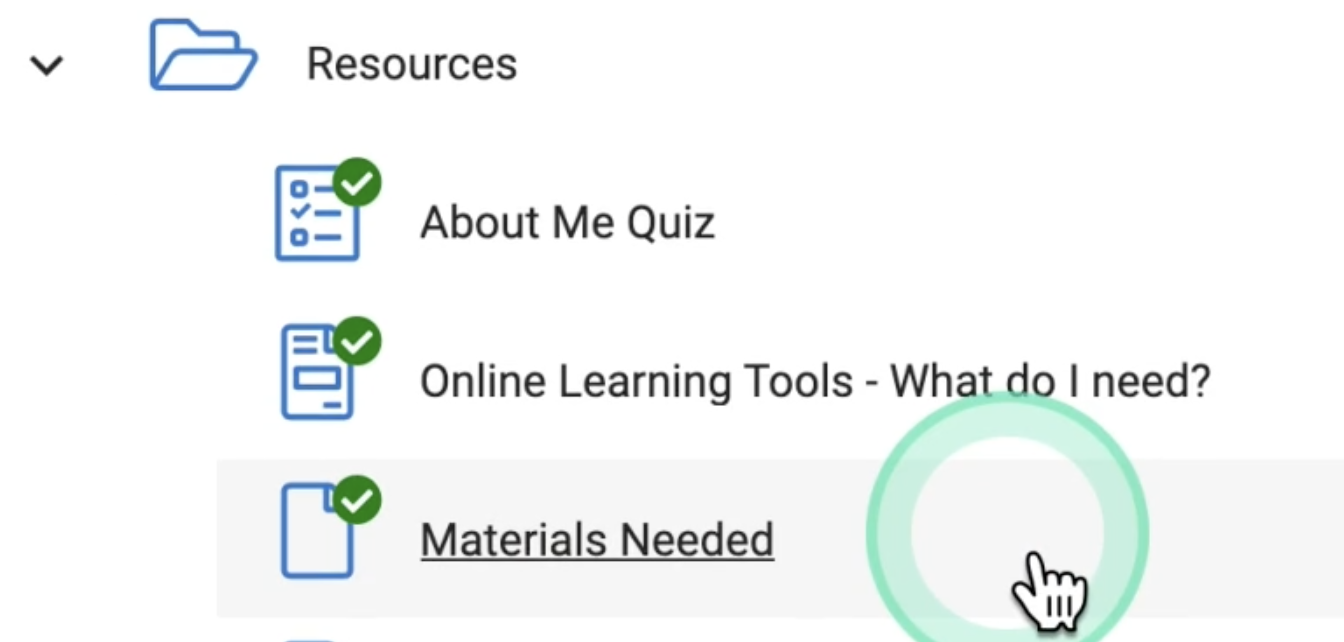 Resources
About Me Quiz
Online Learning Tools - What do I need?
Materials Needed